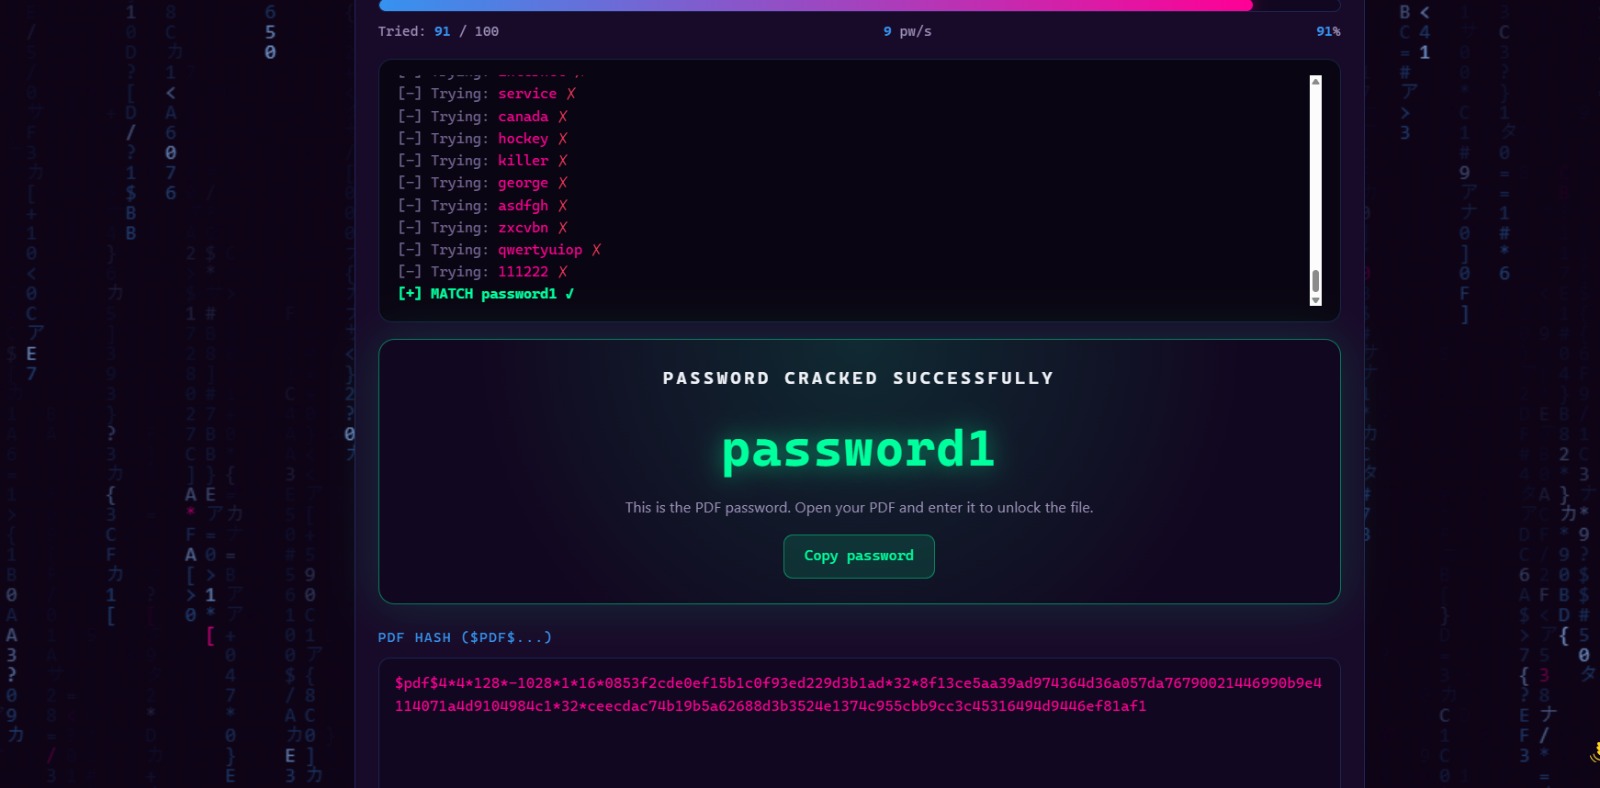 Tried: 91 / 100
9 pw/s
91%
[-] Trying: service ✗
[-] Trying: canada ✗
[-] Trying: hockey ✗
[-] Trying: killer ✗
[-] Trying: george ✗
[-] Trying: asdfgh ✗
[-] Trying: zxcvbn ✗
[-] Trying: qwertyuiop ✗
[-] Trying: 111222 ✗
[+] MATCH password1 ✓
PASSWORD CRACKED SUCCESSFULLY
password1
This is the PDF password. Open your PDF and enter it to unlock the file.
Copy password
PDF HASH ($PDF$...)
$pdf$4*4*128*-1028*1*16*0853f2cde0ef15b1c0f93ed229d3b1ad*32*8f13ce5aa39ad974364d36a057da76790021446990b9e4
114071a4d9104984c1*32*ceecdac74b19b5a62688d3b3524e1374c955cbb9cc3c45316494d9446ef81af1